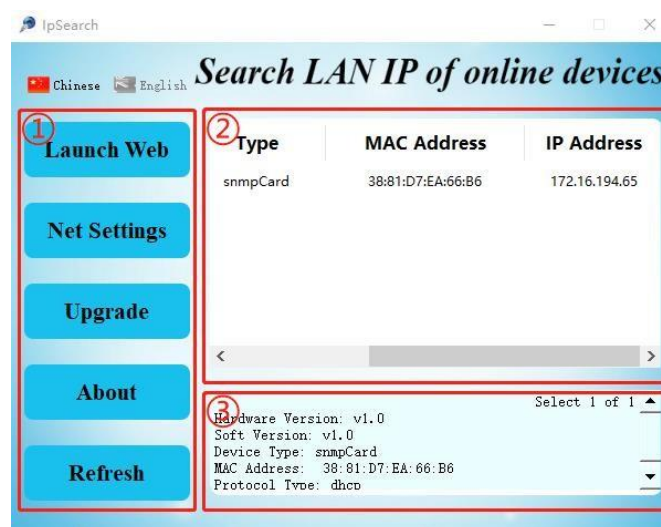 IpSearch
Chinese English
Search LAN IP of online devices
①
Launch Web
Net Settings
Upgrade
About
Refresh
②
Type MAC Address IP Address
snmpCard 38:81:D7:EA:66:B6 172.16.194.65
③
Select 1 of 1
Hardware Version: v1.0
Soft Version: v1.0
Device Type: snmpCard
MAC Address: 38:81:D7:EA:66:B6
Protocol Type: dhcp